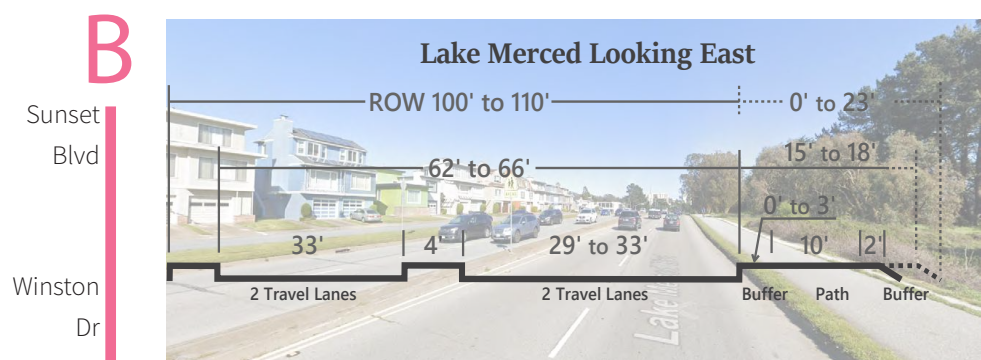 B
Sunset
Blvd
Winston
Dr
Lake Merced Looking East
ROW 100' to 110'
0' to 23'
62' to 66'
15' to 18'
0' to 3'
33'
4'
29' to 33'
10'
2'
2 Travel Lanes
2 Travel Lanes
Buffer
Path
Buffer
Lake Me